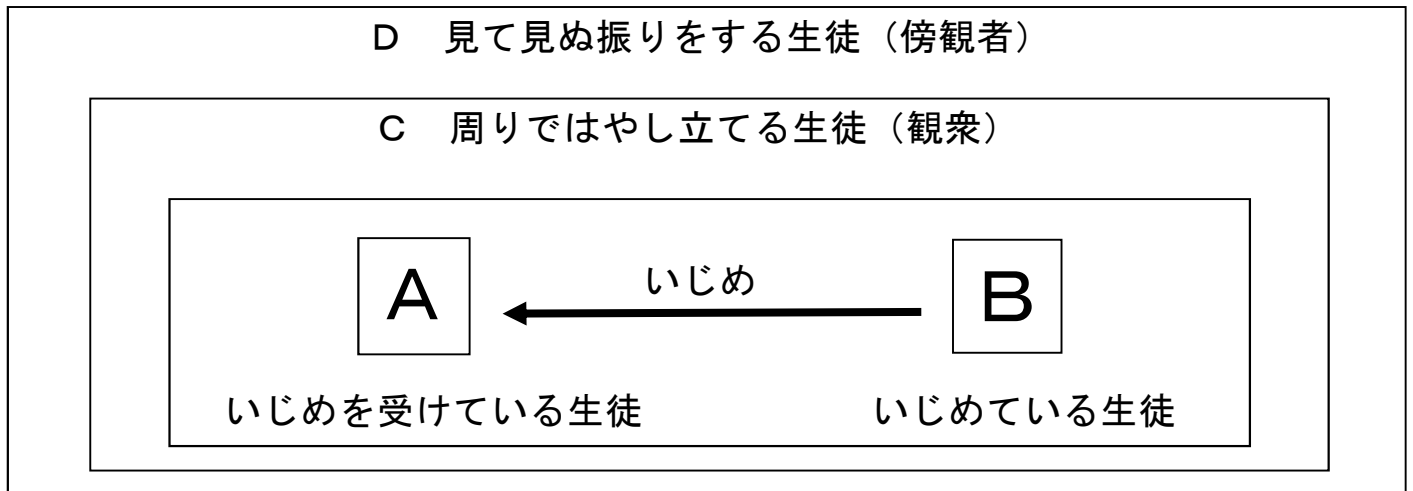 D　見て見ぬ振りをする生徒（傍観者）
C　周りではやし立てる生徒（観衆）
いじめ
A
B
いじめを受けている生徒
いじめている生徒